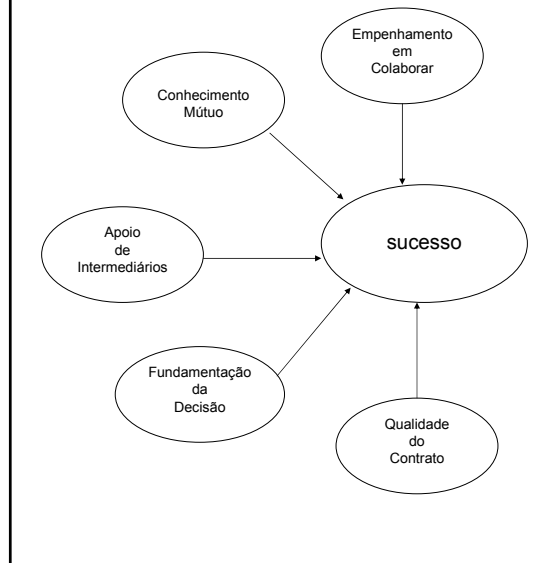 Empenhamento
em
Colaborar
Conhecimento
Mútuo
sucesso
Apoio
de
Intermediários
Fundamentação
da
Decisão
Qualidade
do
Contrato